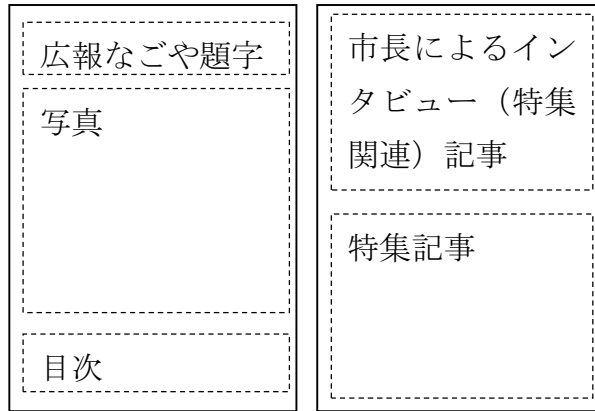 広報なごや題字
写真
目次
市長によるイン
タビュー（特集
関連）記事
特集記事